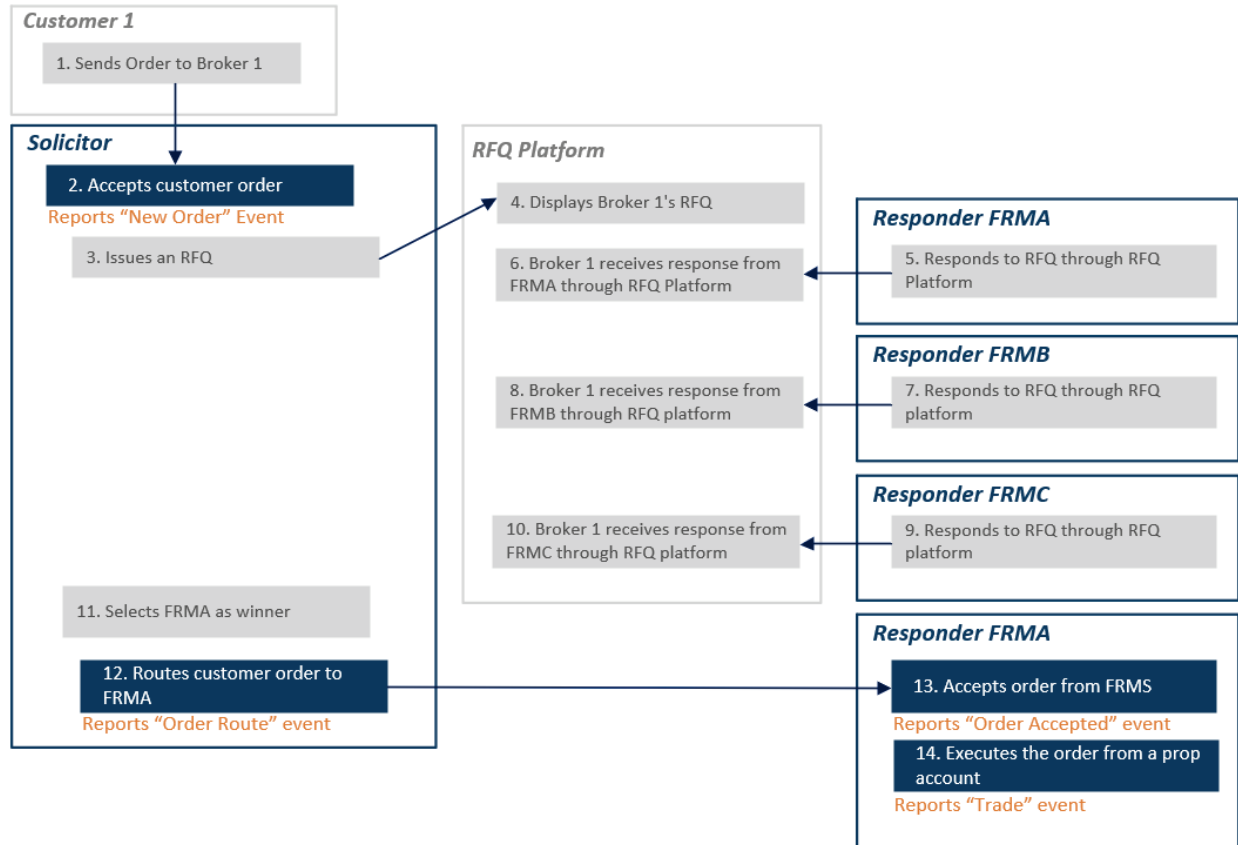 Customer 1
1. Sends Order to Broker 1
Solicitor
2. Accepts customer order
Reports “New Order” Event
3. Issues an RFQ
RFQ Platform
4. Displays Broker 1's RFQ
Responder FRMA
5. Responds to RFQ through RFQ
Platform
6. Broker 1 receives response from
FRMA through RFQ Platform
Responder FRMB
7. Responds to RFQ through RFQ
platform
8. Broker 1 receives response from
FRMB through RFQ platform
Responder FRMC
9. Responds to RFQ through RFQ
platform
10. Broker 1 receives response from
FRMC through RFQ platform
11. Selects FRMA as winner
12. Routes customer order to
FRMA
Reports “Order Route” event
Responder FRMA
13. Accepts order from FRMS
Reports “Order Accepted” event
14. Executes the order from a prop
account
Reports “Trade” event